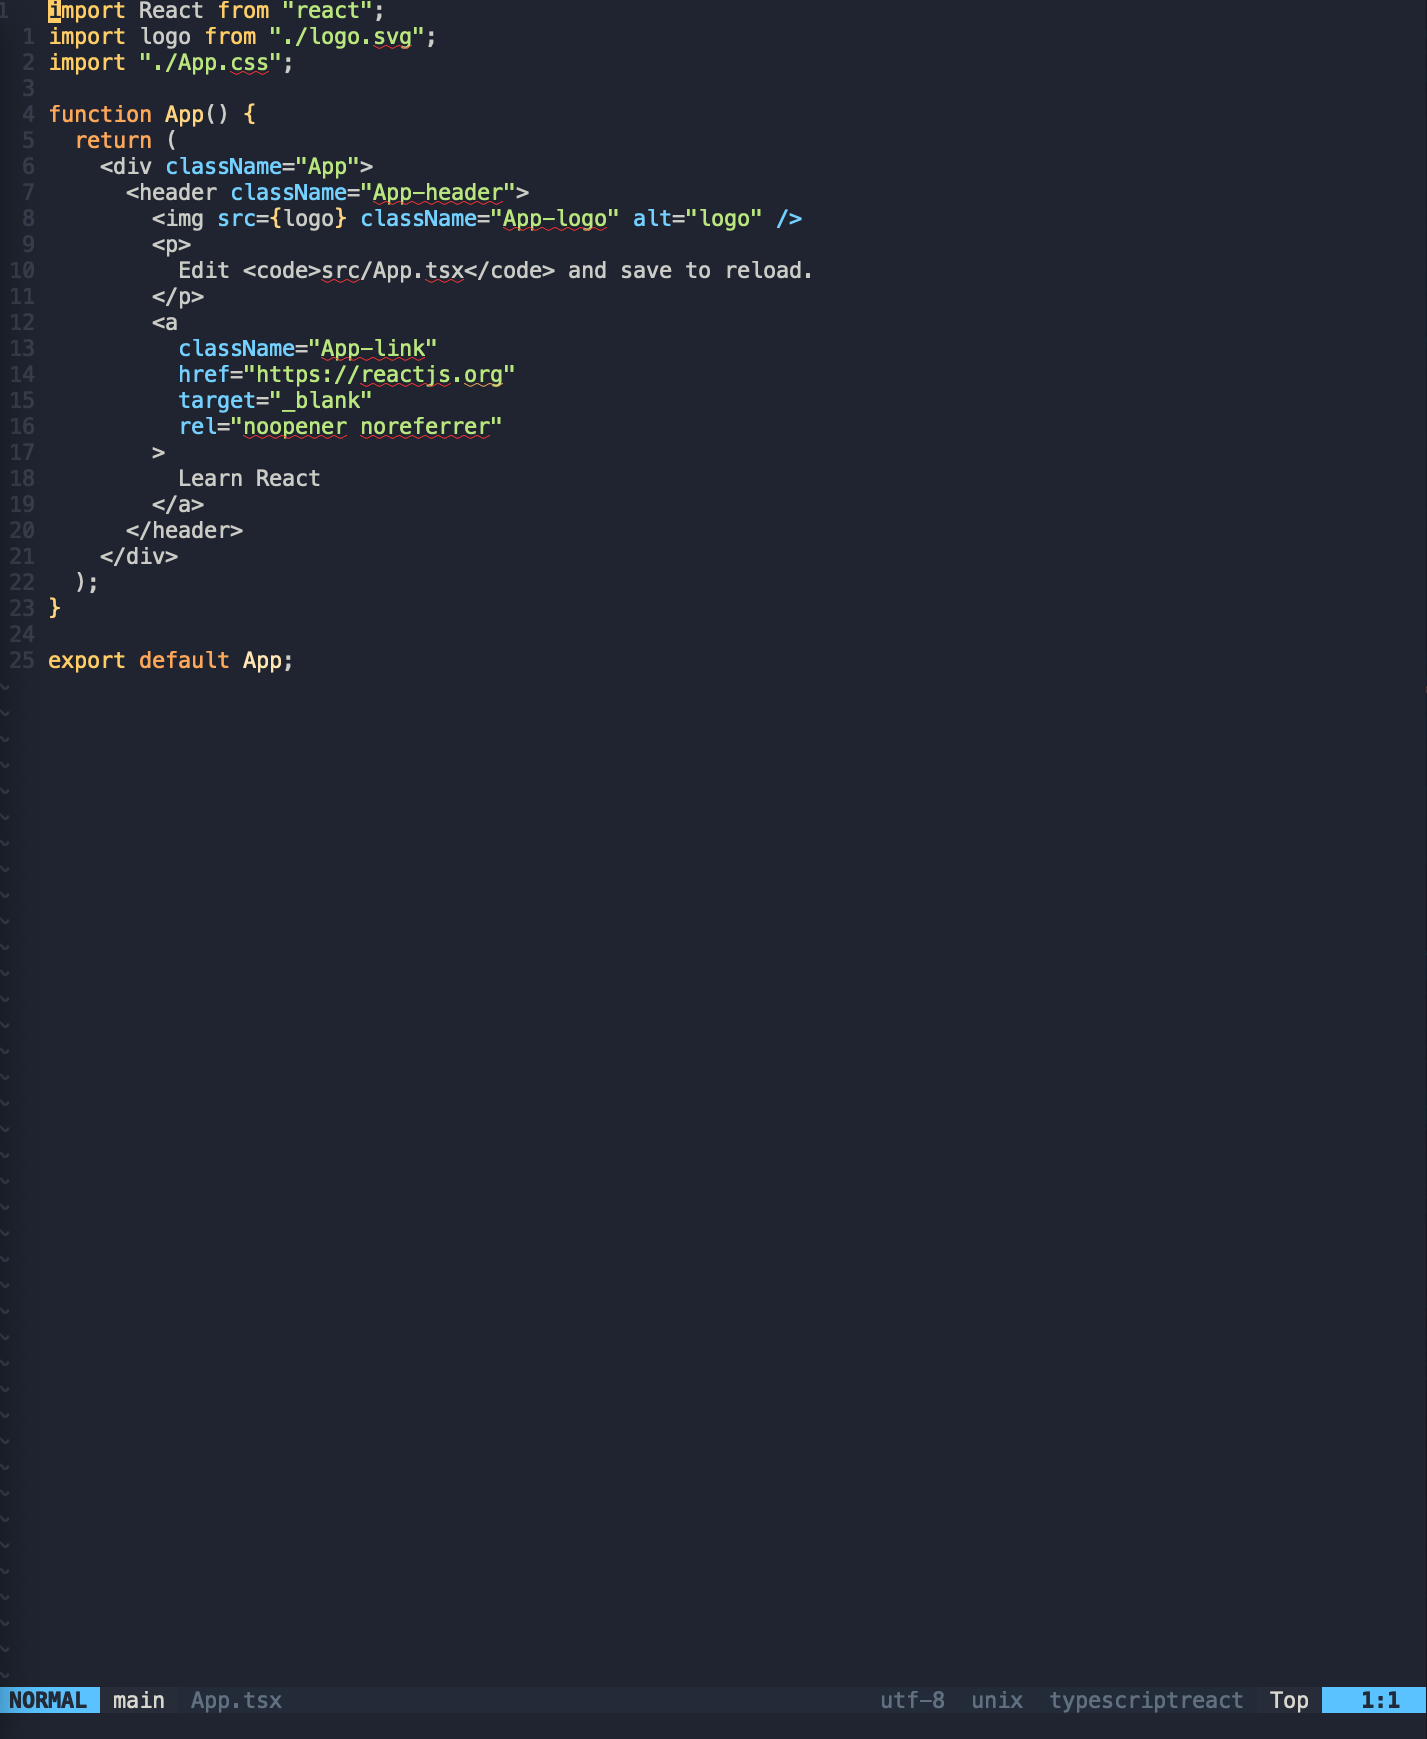 1   import React from "react";
  1 import logo from "./logo.svg";
  2 import "./App.css";
  3
  4 function App() {
  5   return (
  6     <div className="App">
  7       <header className="App-header">
  8         <img src={logo} className="App-logo" alt="logo" />
  9         <p>
 10           Edit <code>src/App.tsx</code> and save to reload.
 11         </p>
 12         <a
 13           className="App-link"
 14           href="https://reactjs.org"
 15           target="_blank"
 16           rel="noopener noreferrer"
 17         >
 18           Learn React
 19         </a>
 20       </header>
 21     </div>
 22   );
 23 }
 24
 25 export default App;
NORMAL main App.tsx utf-8 unix typescriptreact Top 1:1